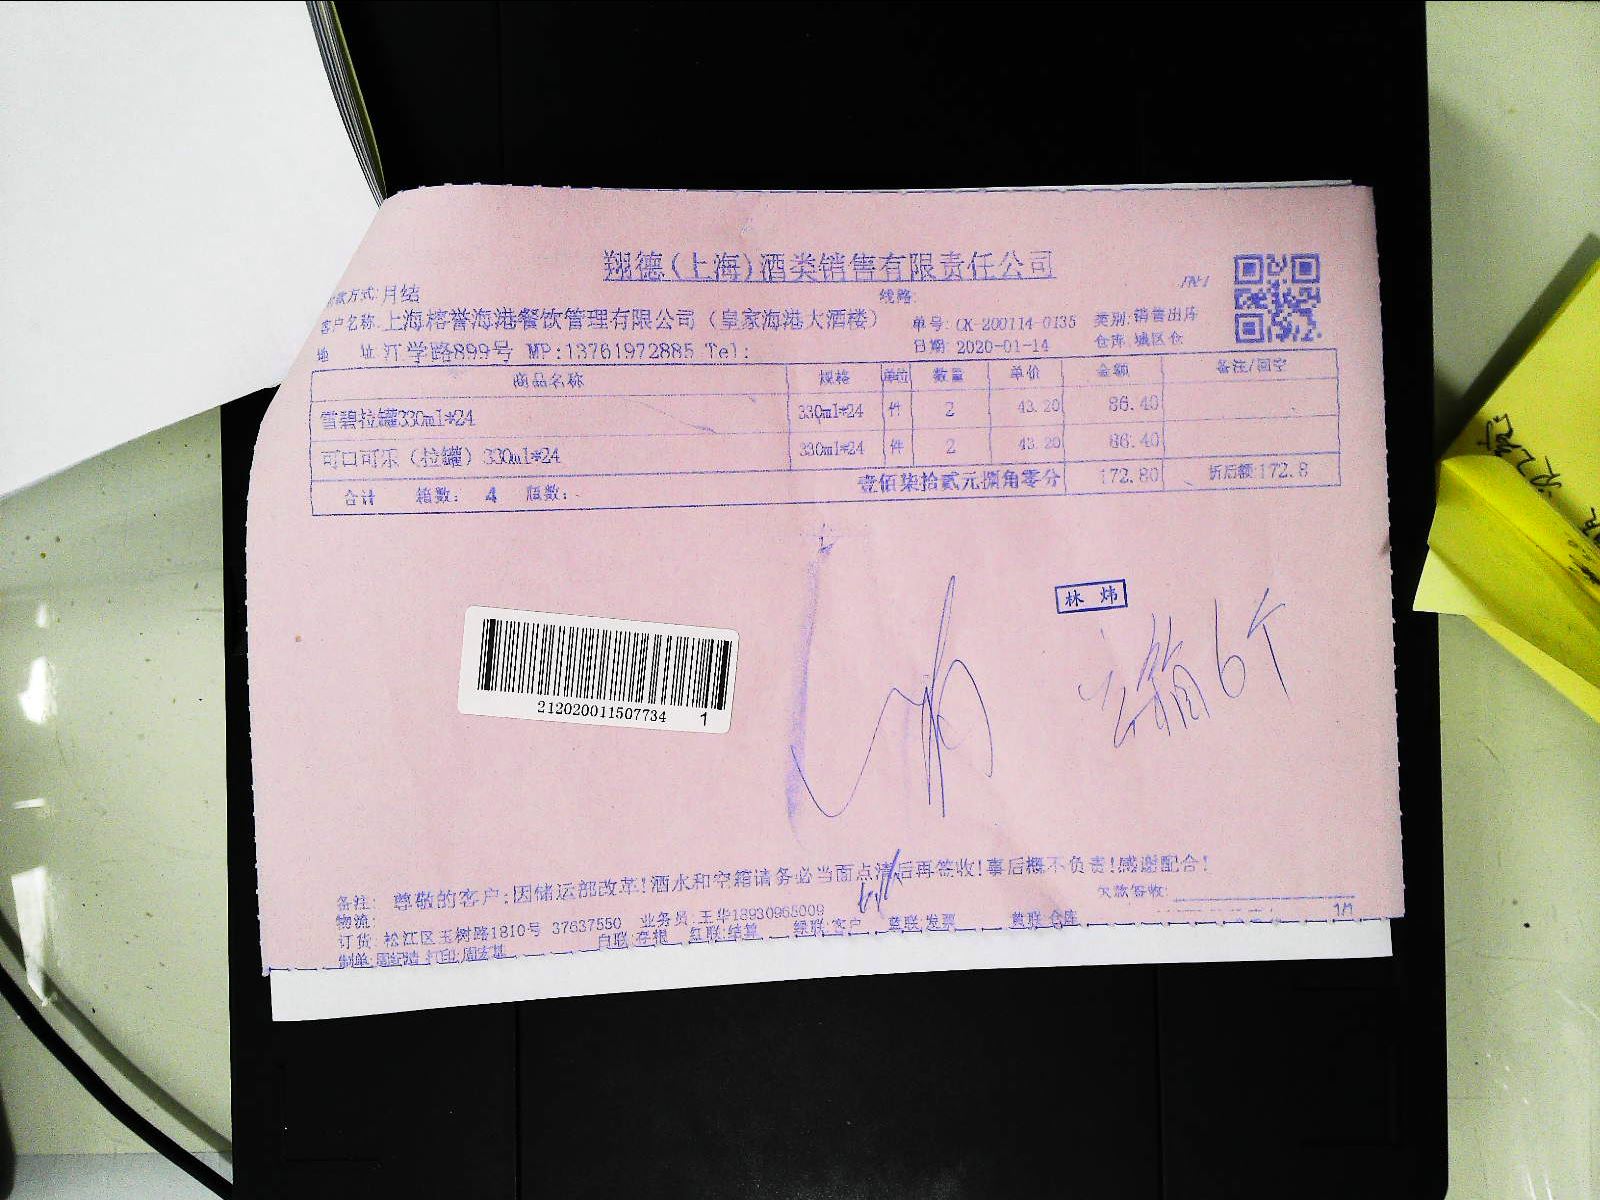 翔德(上海)酒类销售有限责任公司
付款方式:月结 线路:
客户名称:上海榕誉海港餐饮管理有限公司（皇家海港大酒楼） 单号:CK-200114-0135 类别:销售出库
地 址 江学路899号 MP:13761972885 Tel: 日期:2020-01-14 仓库:城区仓
商品名称 规格 单位 数量 单价 金额 备注/回空
雪碧拉罐330ml*24 330ml*24 件 2 43.20 86.40
可口可乐（拉罐）330ml*24 330ml*24 件 2 43.20 86.40
合计 箱数: 4 瓶数: 壹佰柒拾贰元捌角零分 172.80 折后额172.8
林 炜
空箱6个
212020011507734 1
备注: 尊敬的客户:因储运部改革!酒水和空箱请务必当面点清后再签收!事后概不负责!感谢配合!
物流: 欠款签收:
订货: 松江区玉树路1810号 37637550 业务员:王华18930965009
白联:存根 红联:结算 绿联:客户 蓝联:发票 黄联:仓库 1/1